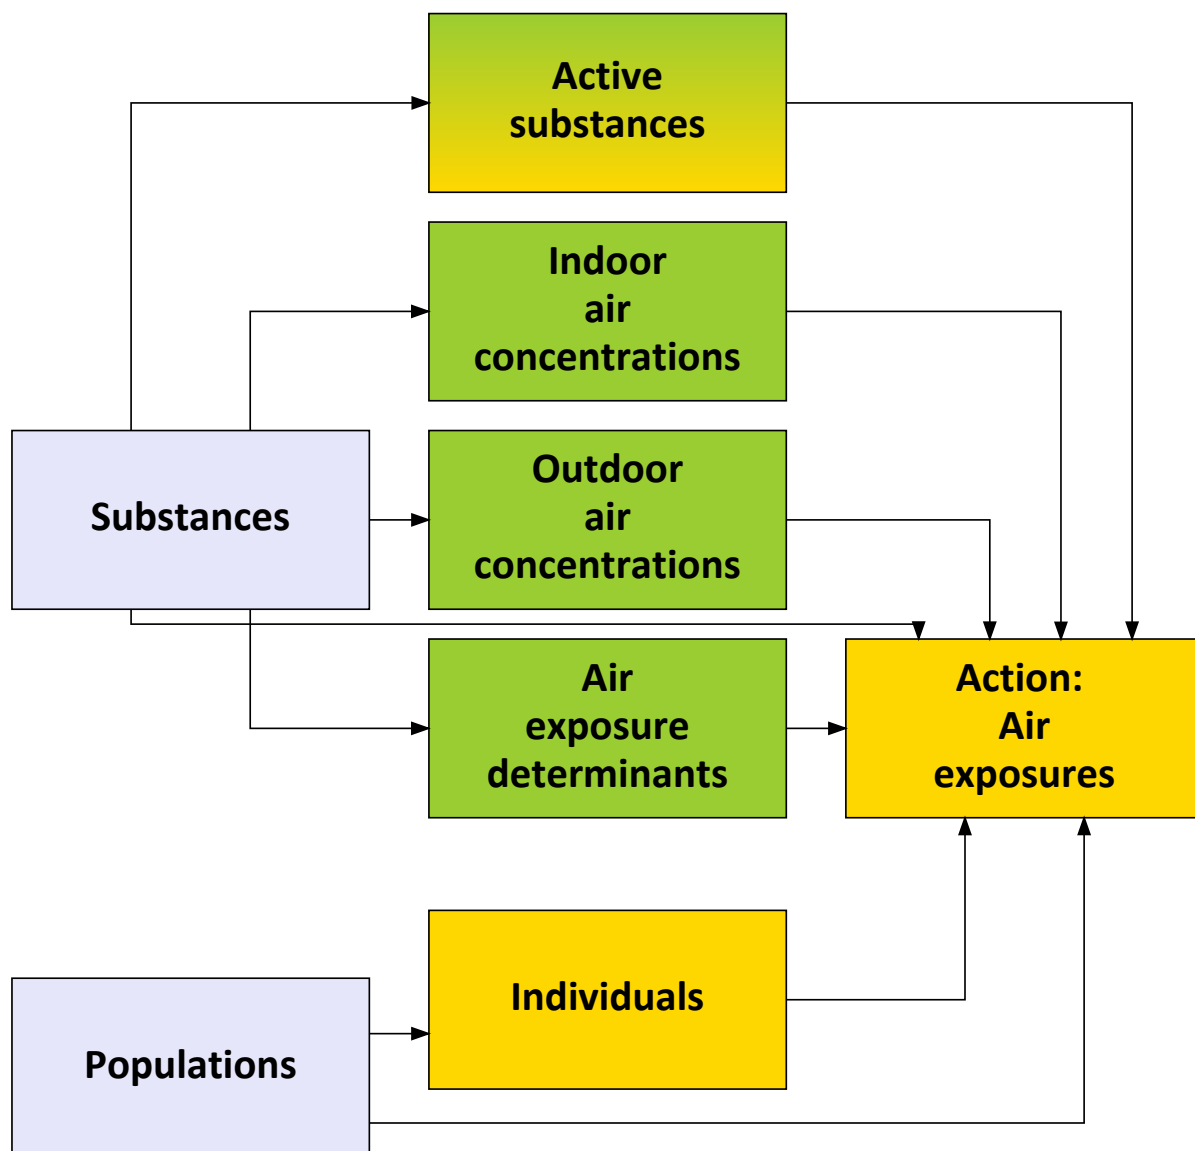 Active
substances
Indoor
air
concentrations
Substances
Outdoor
air
concentrations
Air
exposure
determinants
Action:
Air
exposures
Individuals
Populations